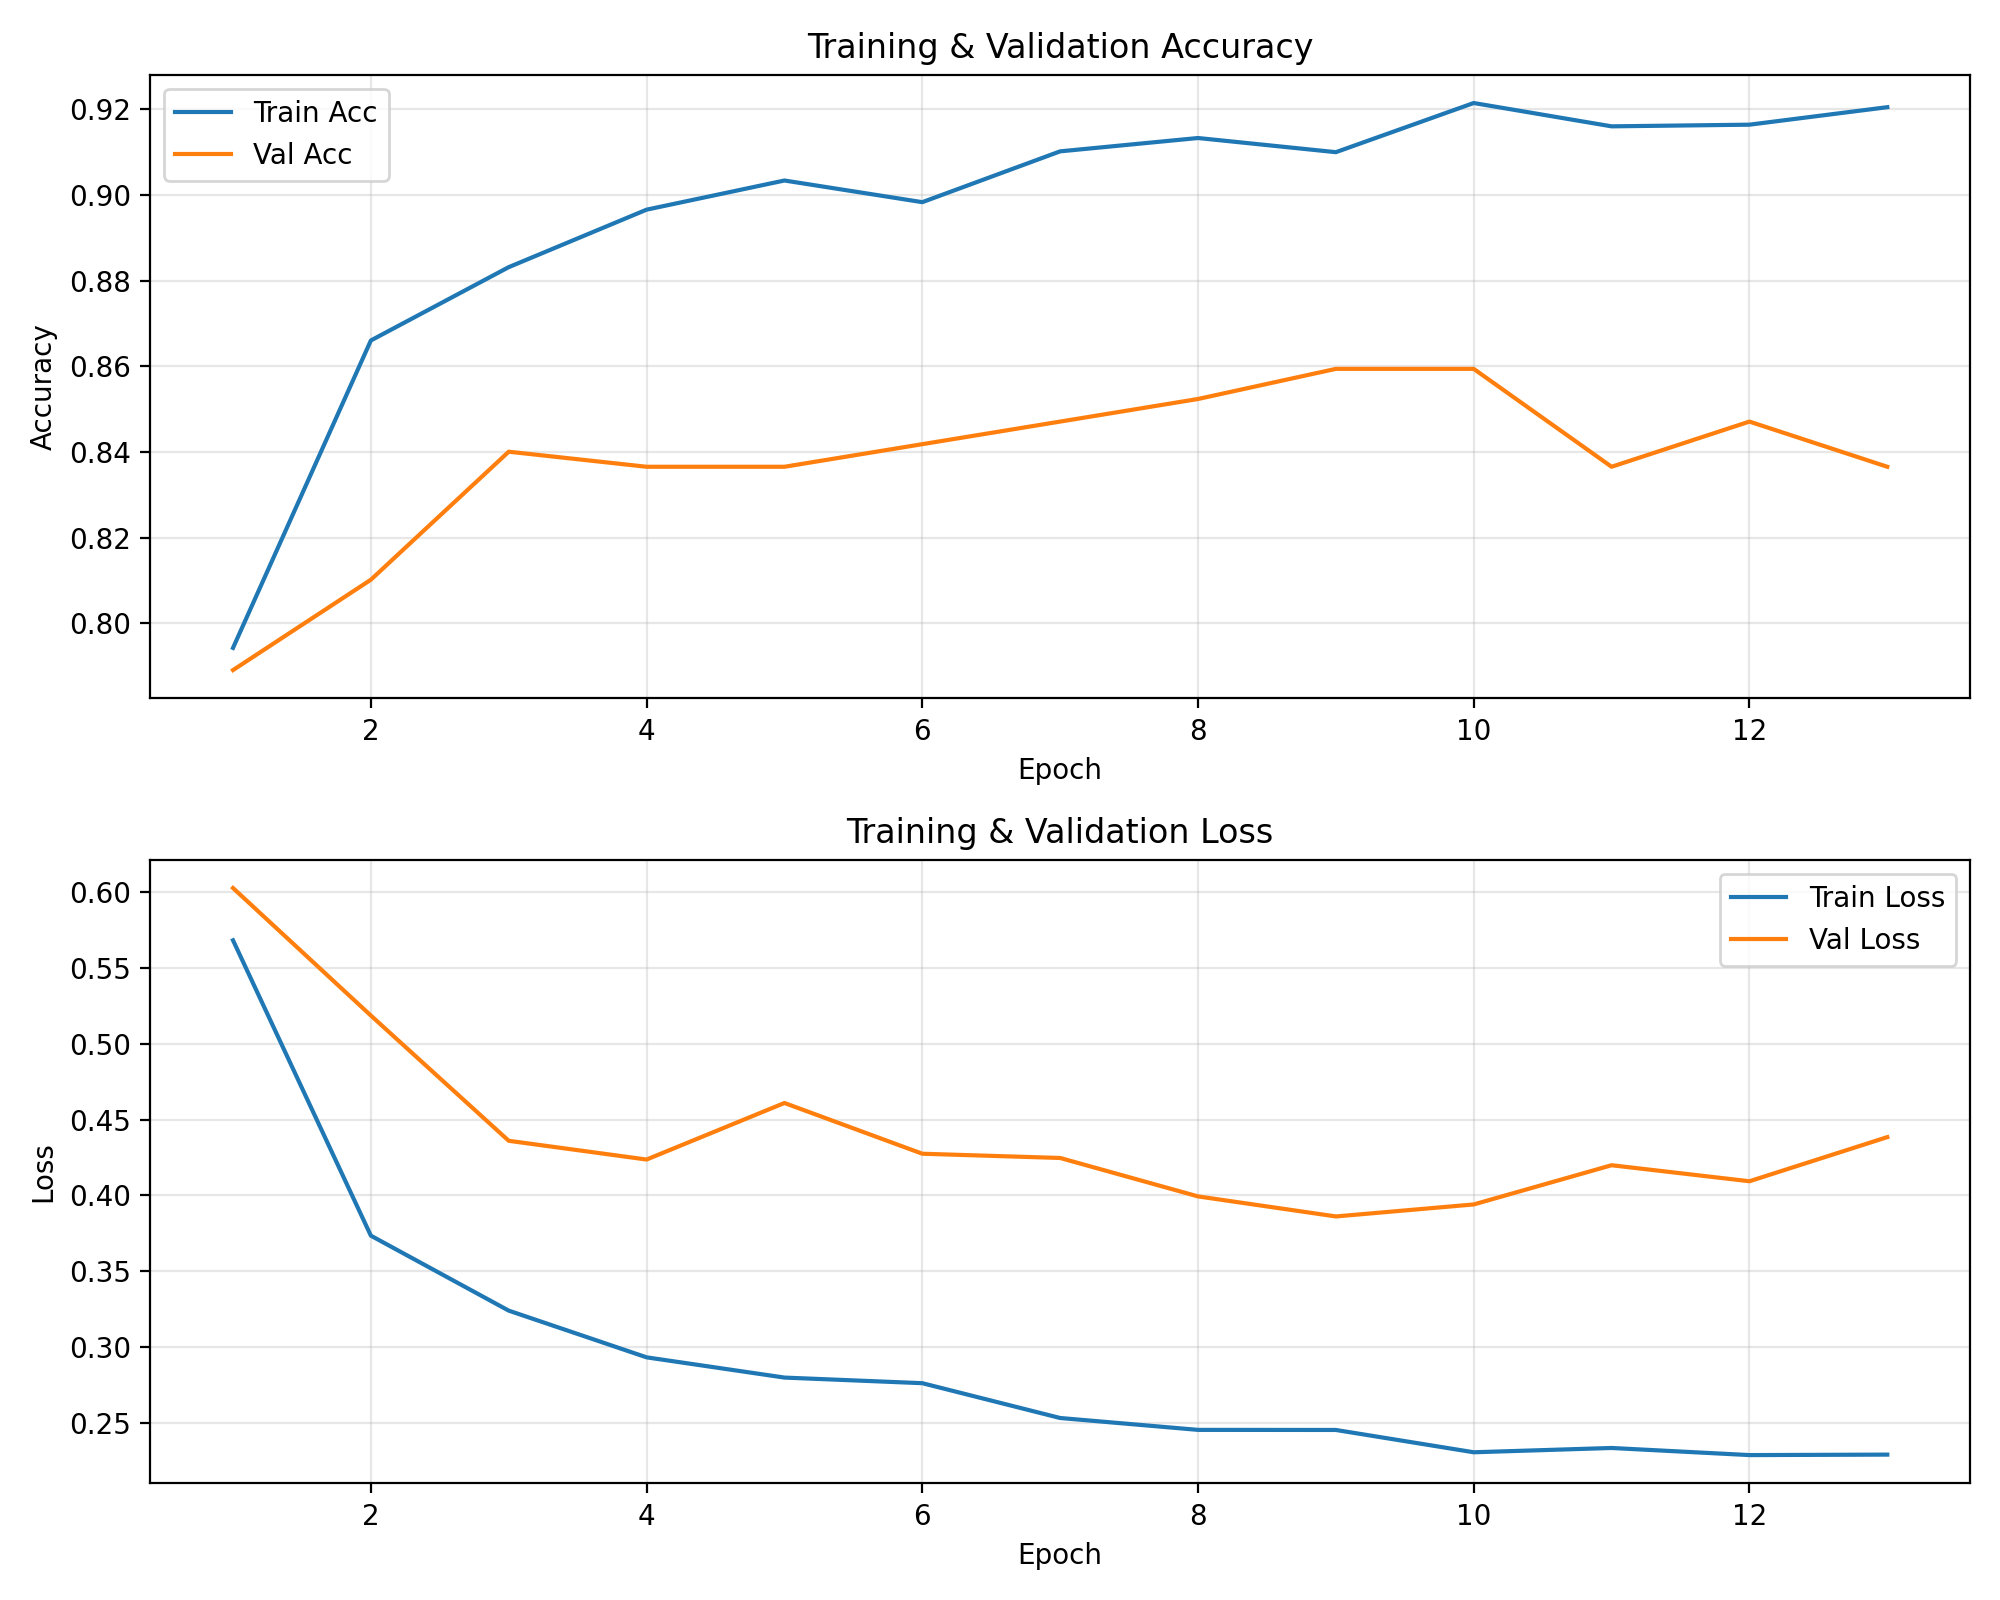 Training & Validation Accuracy
Train Acc
Val Acc
0.92
0.90
0.88
0.86
0.84
0.82
0.80
Accuracy
2 4 6 8 10 12
Epoch
Training & Validation Loss
Train Loss
Val Loss
0.60
0.55
0.50
0.45
0.40
0.35
0.30
0.25
Loss
2 4 6 8 10 12
Epoch